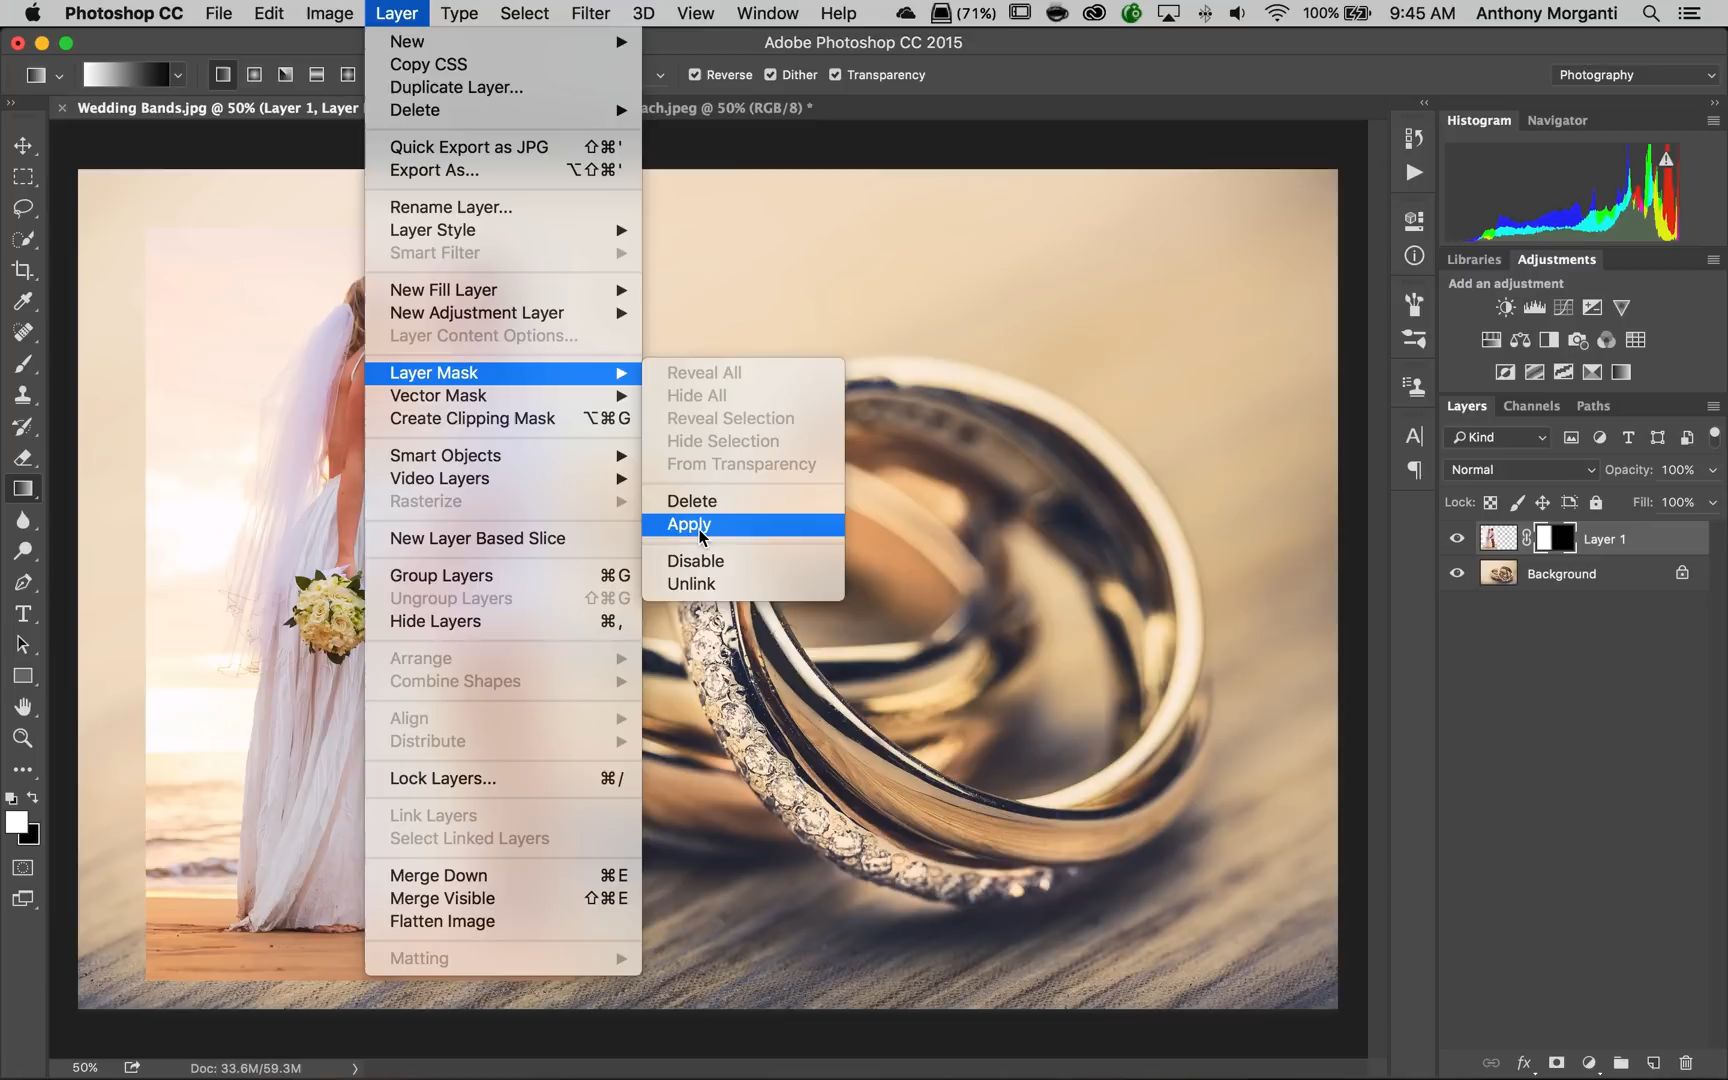 Photoshop CC File Edit Image Layer Type Select Filter 3D View Window Help (71%) 100% 9:45 AM Anthony Morganti
Adobe Photoshop CC 2015
Reverse Dither Transparency Photography
Wedding Bands.jpg @ 50% (Layer 1, Layer ach.jpeg @ 50% (RGB/8) *
New
Copy CSS
Duplicate Layer...
Delete
Quick Export as JPG ⇧⌘'
Export As... ⌥⇧⌘'
Rename Layer...
Layer Style
Smart Filter
New Fill Layer
New Adjustment Layer
Layer Content Options...
Layer Mask
Vector Mask
Create Clipping Mask ⌥⌘G
Smart Objects
Video Layers
Rasterize
New Layer Based Slice
Group Layers ⌘G
Ungroup Layers ⇧⌘G
Hide Layers ⌘,
Arrange
Combine Shapes
Align
Distribute
Lock Layers... ⌘/
Link Layers
Select Linked Layers
Merge Down ⌘E
Merge Visible ⇧⌘E
Flatten Image
Matting
Reveal All
Hide All
Reveal Selection
Hide Selection
From Transparency
Delete
Apply
Disable
Unlink
Histogram Navigator
Libraries Adjustments
Add an adjustment
Layers Channels Paths
Kind
Normal Opacity: 100%
Lock: Fill: 100%
Layer 1
Background
50% Doc: 33.6M/59.3M